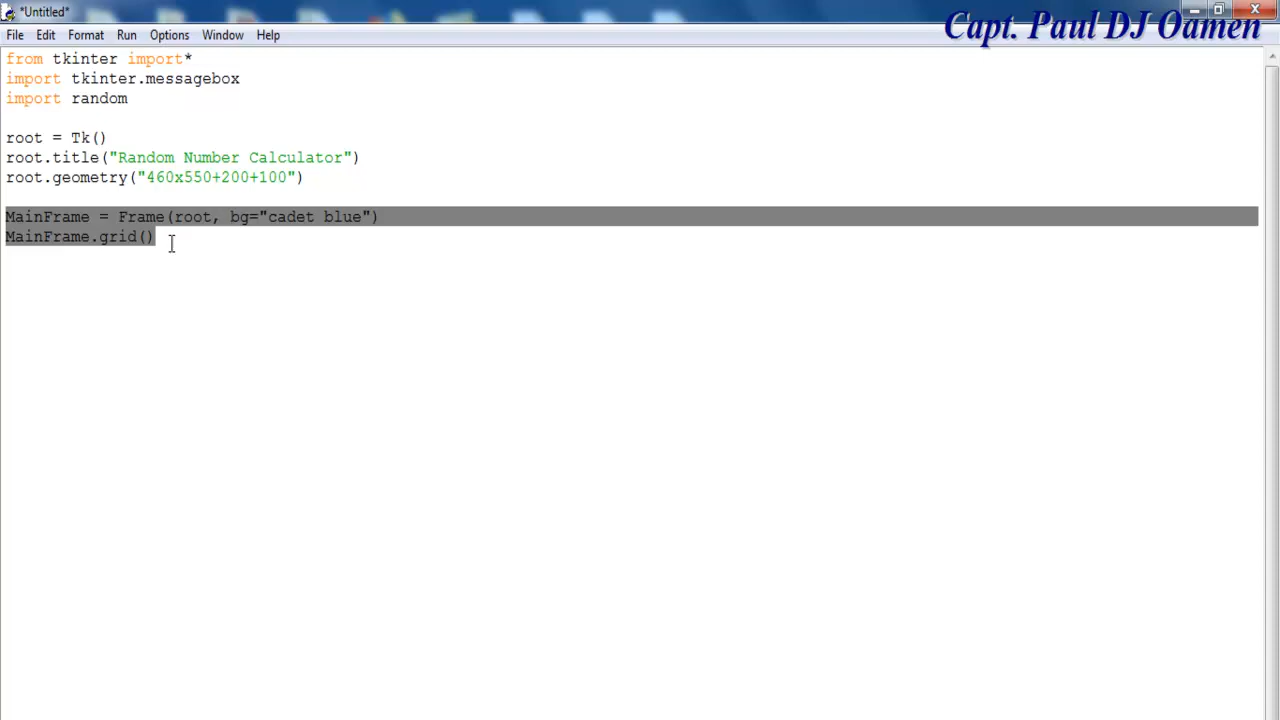 *Untitled*
Capt. Paul DJ Oamen
File Edit Format Run Options Window Help
from tkinter import*
import tkinter.messagebox
import random
root = Tk()
root.title("Random Number Calculator")
root.geometry("460x550+200+100")
MainFrame = Frame(root, bg="cadet blue")
MainFrame.grid()